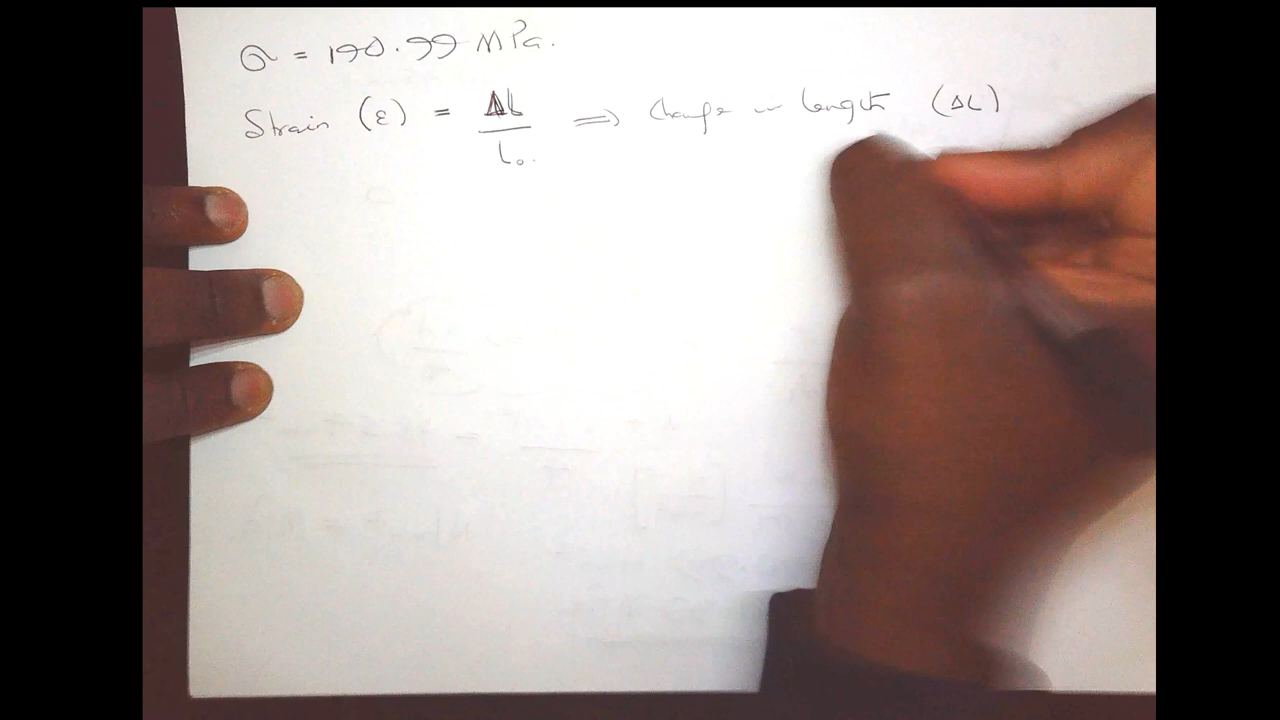 σ = 190.99 MPa.
Strain (ε) = ΔL / L₀. ⇒ change in length (ΔL)